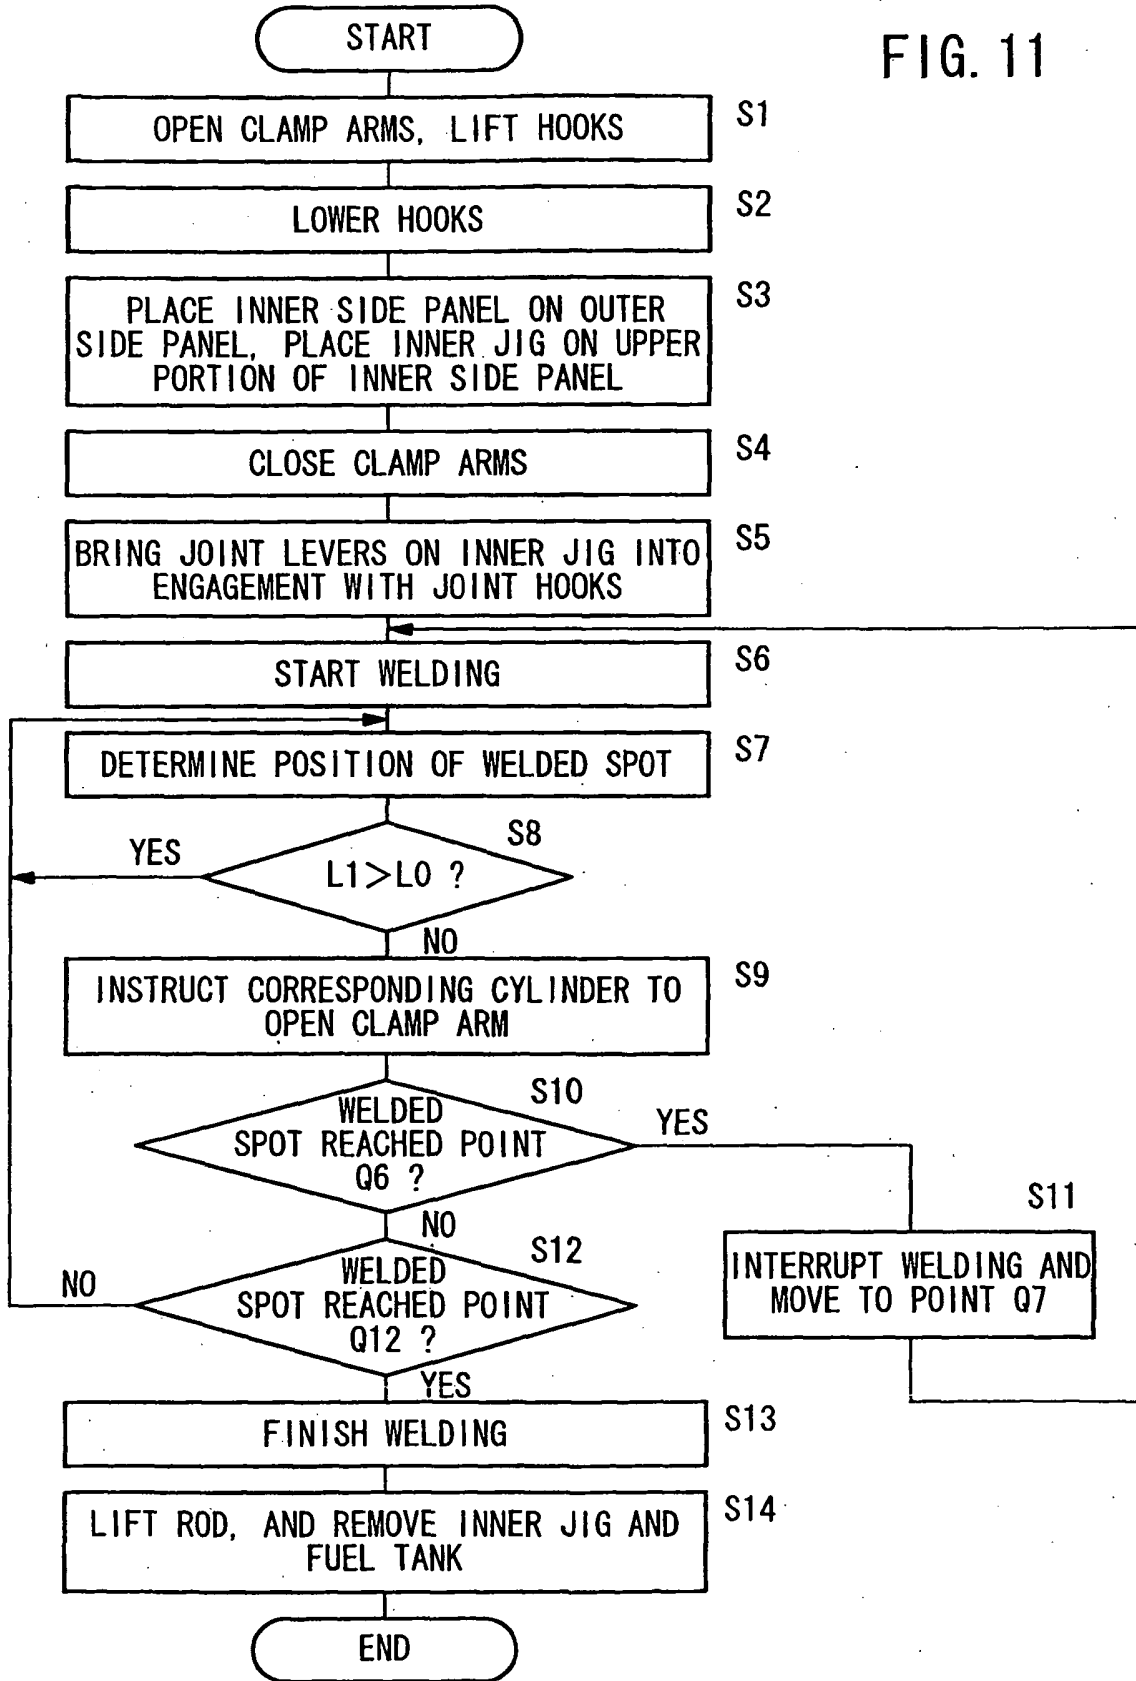 FIG. 11
START
S1
OPEN CLAMP ARMS, LIFT HOOKS
S2
LOWER HOOKS
S3
PLACE INNER SIDE PANEL ON OUTER
SIDE PANEL, PLACE INNER JIG ON UPPER
PORTION OF INNER SIDE PANEL
S4
CLOSE CLAMP ARMS
S5
BRING JOINT LEVERS ON INNER JIG INTO
ENGAGEMENT WITH JOINT HOOKS
S6
START WELDING
S7
DETERMINE POSITION OF WELDED SPOT
S8
YES
L1>L0 ?
NO
S9
INSTRUCT CORRESPONDING CYLINDER TO
OPEN CLAMP ARM
S10
WELDED
SPOT REACHED POINT
Q6 ?
YES
NO
S11
INTERRUPT WELDING AND
MOVE TO POINT Q7
S12
WELDED
SPOT REACHED POINT
Q12 ?
NO
YES
S13
FINISH WELDING
S14
LIFT ROD, AND REMOVE INNER JIG AND
FUEL TANK
END